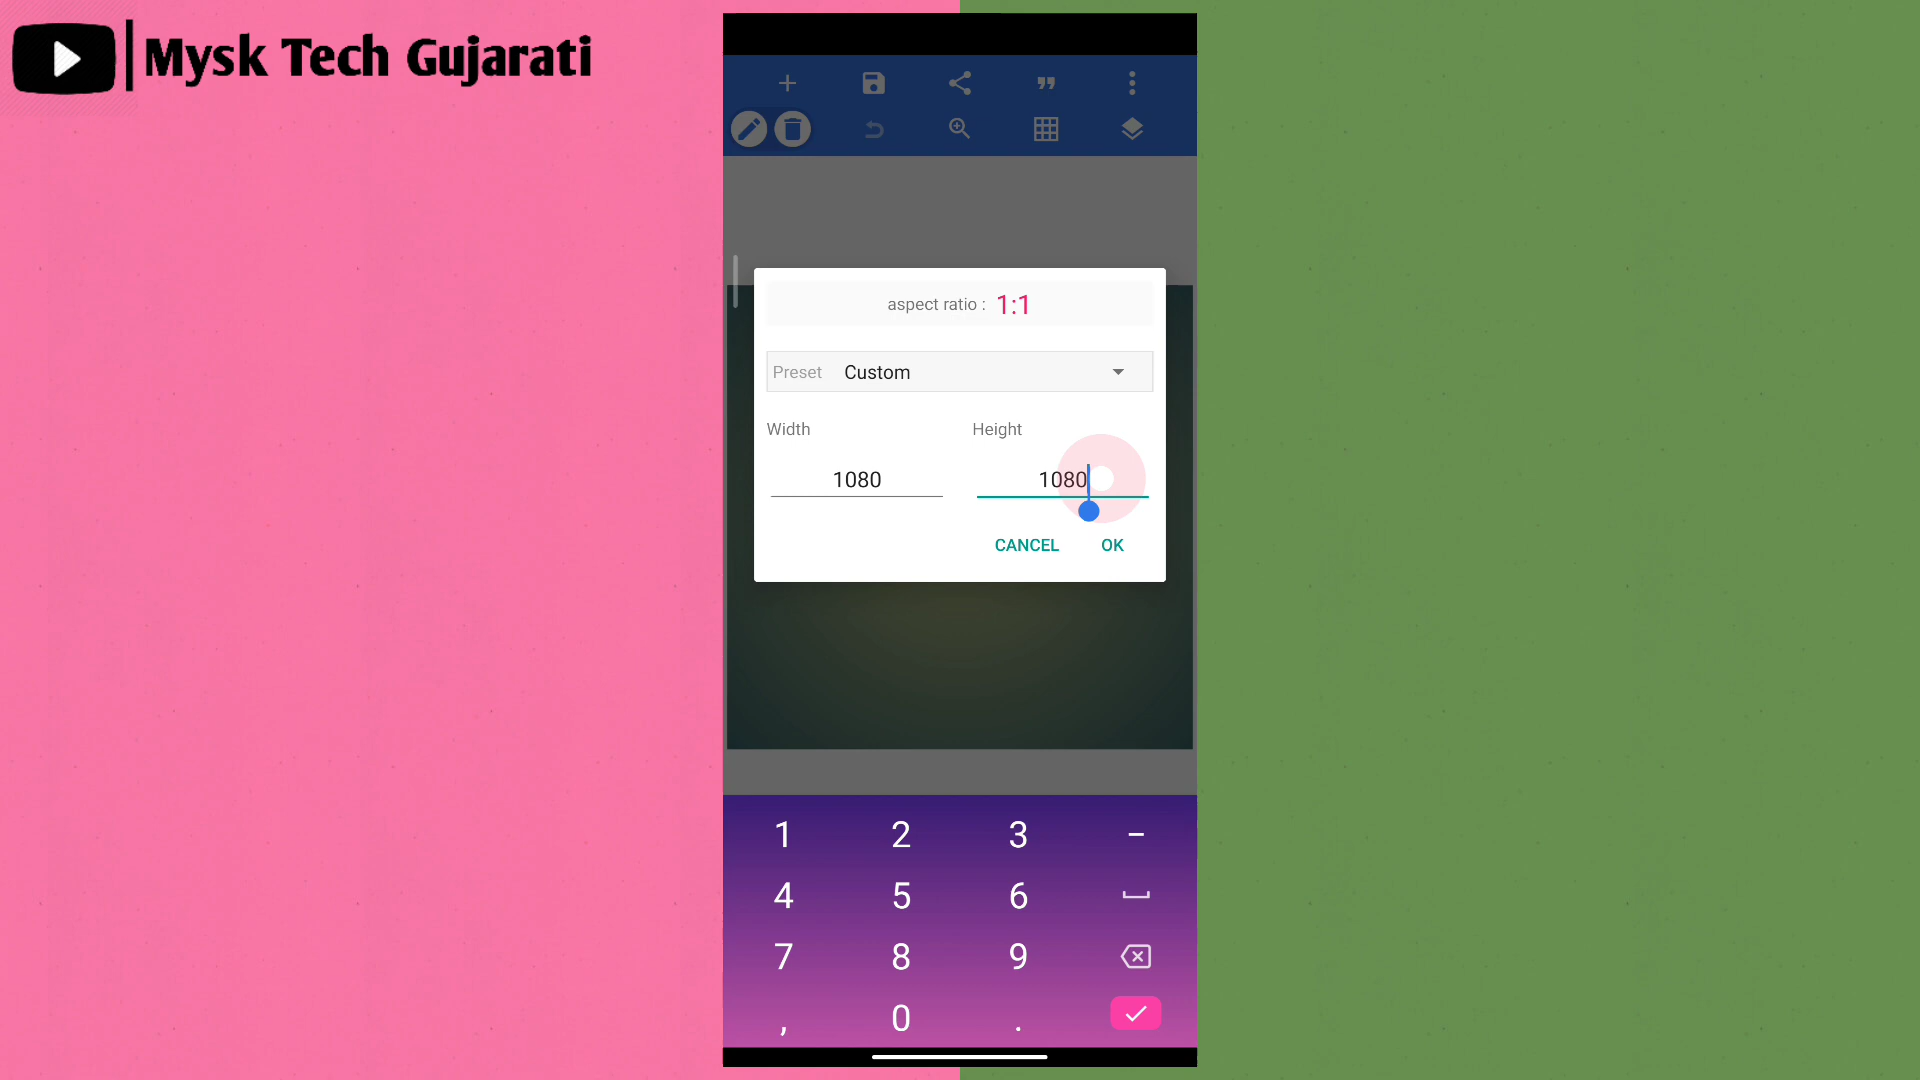 Mysk Tech Gujarati
aspect ratio : 1:1
Preset Custom
Width Height
1080 1080
CANCEL OK
1 2 3 -
4 5 6
7 8 9
, 0 .